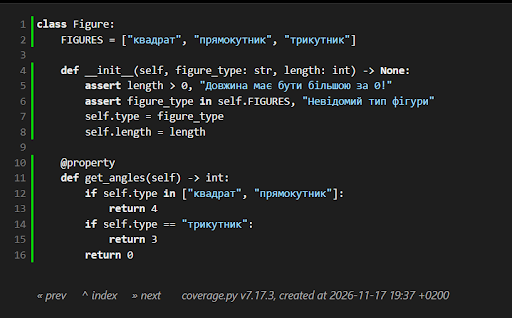 1 class Figure:
2     FIGURES = ["квадрат", "прямокутник", "трикутник"]
3
4     def __init__(self, figure_type: str, length: int) -> None:
5         assert length > 0, "Довжина має бути більшою за 0!"
6         assert figure_type in self.FIGURES, "Невідомий тип фігури"
7         self.type = figure_type
8         self.length = length
9
10     @property
11     def get_angles(self) -> int:
12         if self.type in ["квадрат", "прямокутник"]:
13             return 4
14         if self.type == "трикутник":
15             return 3
16         return 0
« prev ^ index » next coverage.py v7.17.3, created at 2026-11-17 19:37 +0200